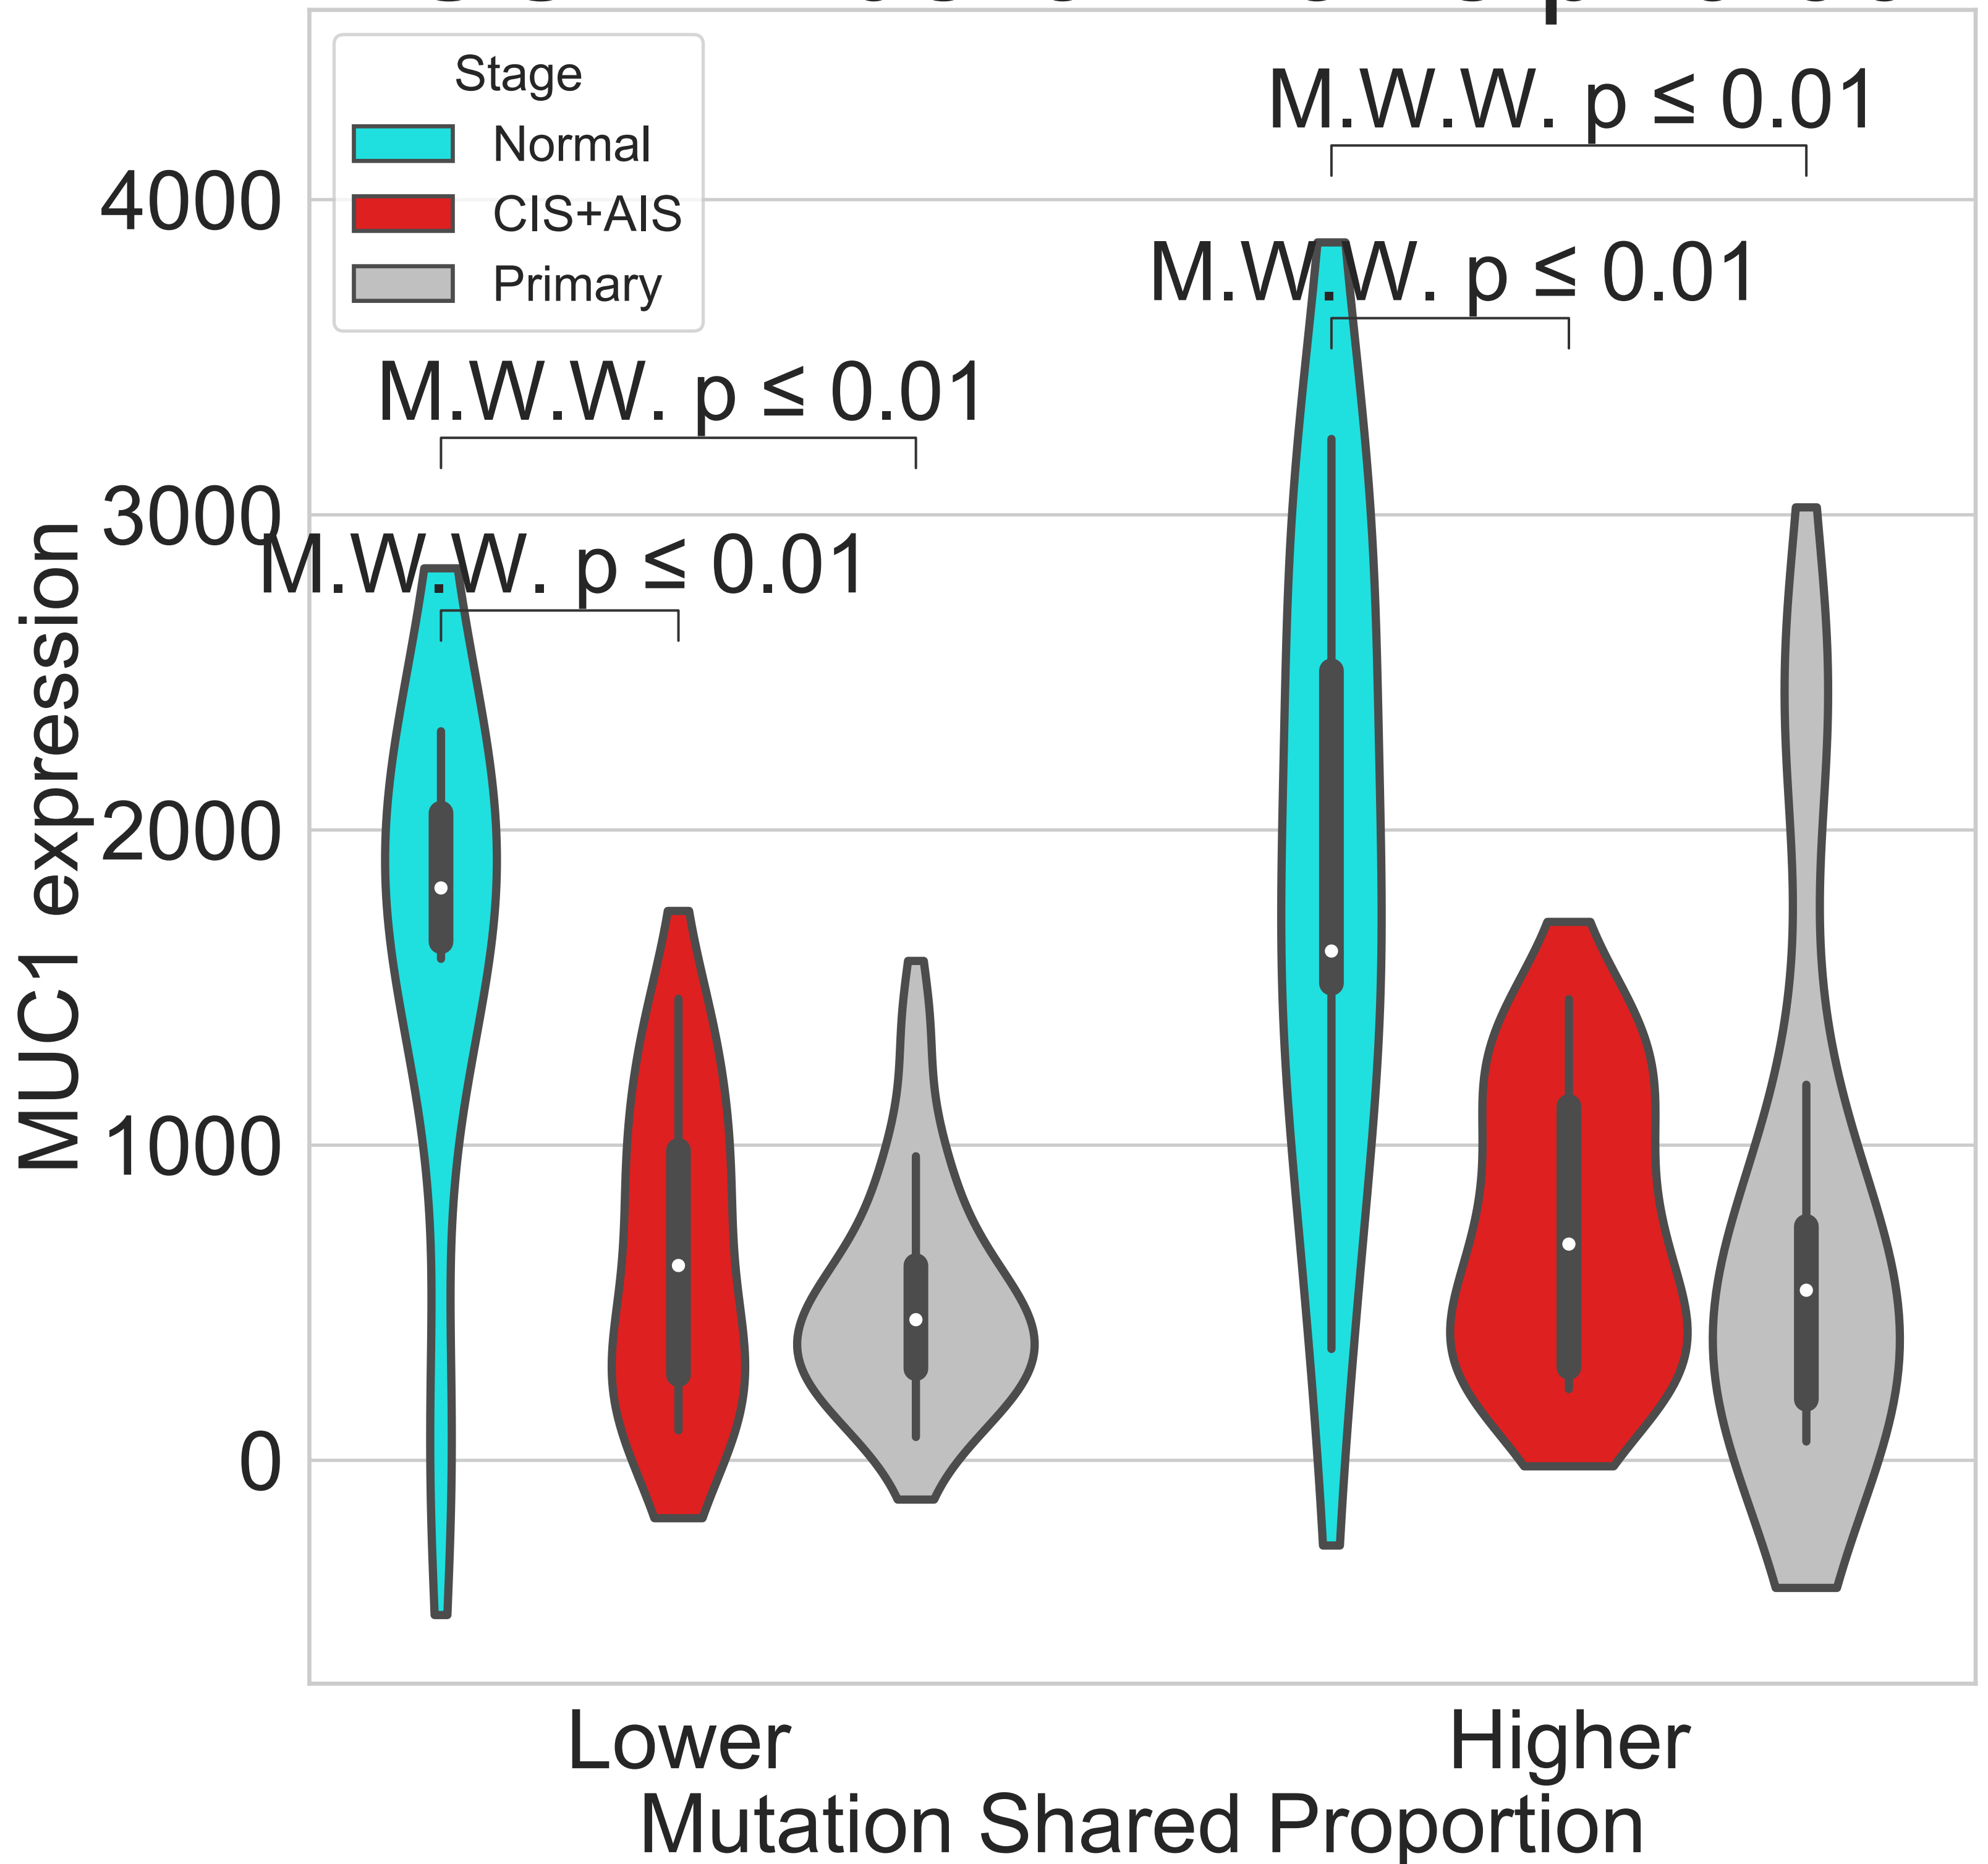 Stage
Normal
CIS+AIS
Primary
M.W.W. p ≤ 0.01
M.W.W. p ≤ 0.01
M.W.W. p ≤ 0.01
M.W.W. p ≤ 0.01
4000
3000
2000
1000
0
MUC1 expression
Lower
Higher
Mutation Shared Proportion